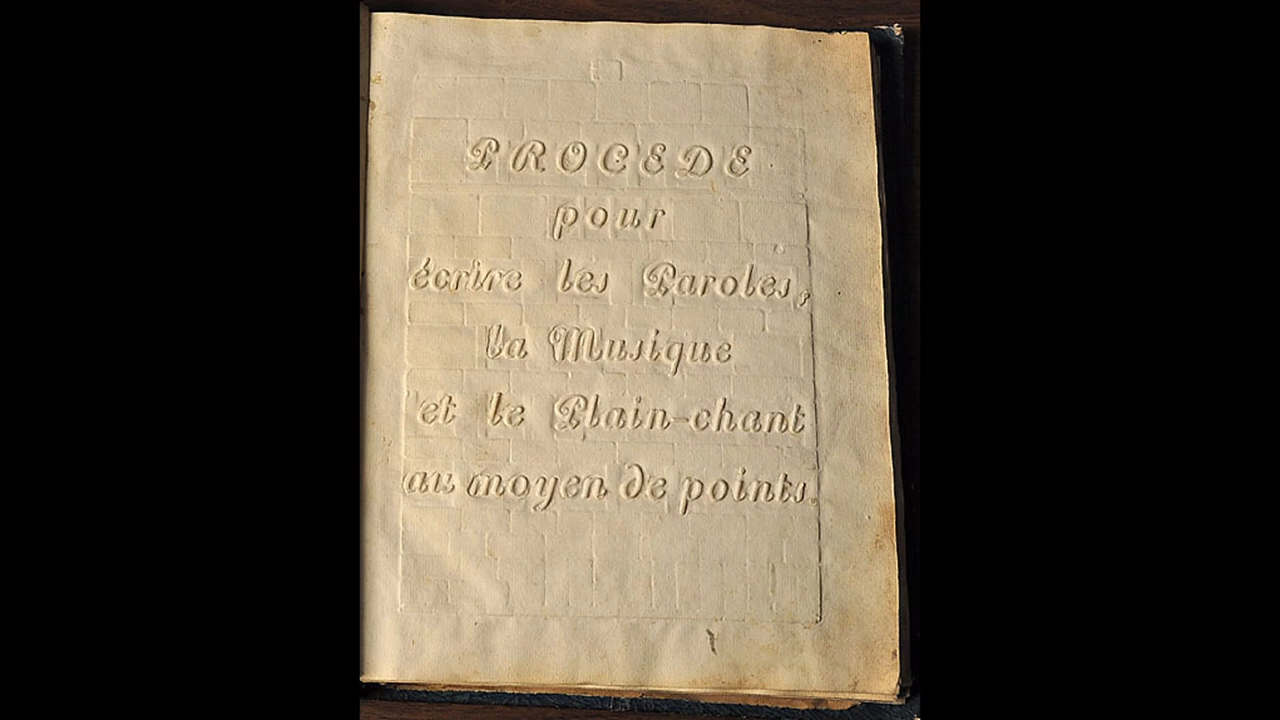 PROCEDE
pour
écrire les Paroles,
la Musique
et le Plain-chant
au moyen de points.